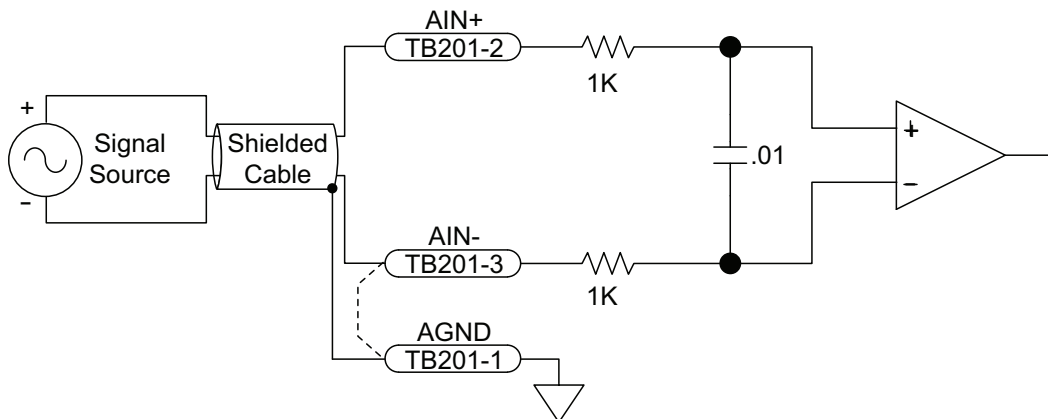 AIN+
TB201-2
1K
+
Signal
Source
–
Shielded
Cable
.01
+
–
AIN-
TB201-3
1K
AGND
TB201-1